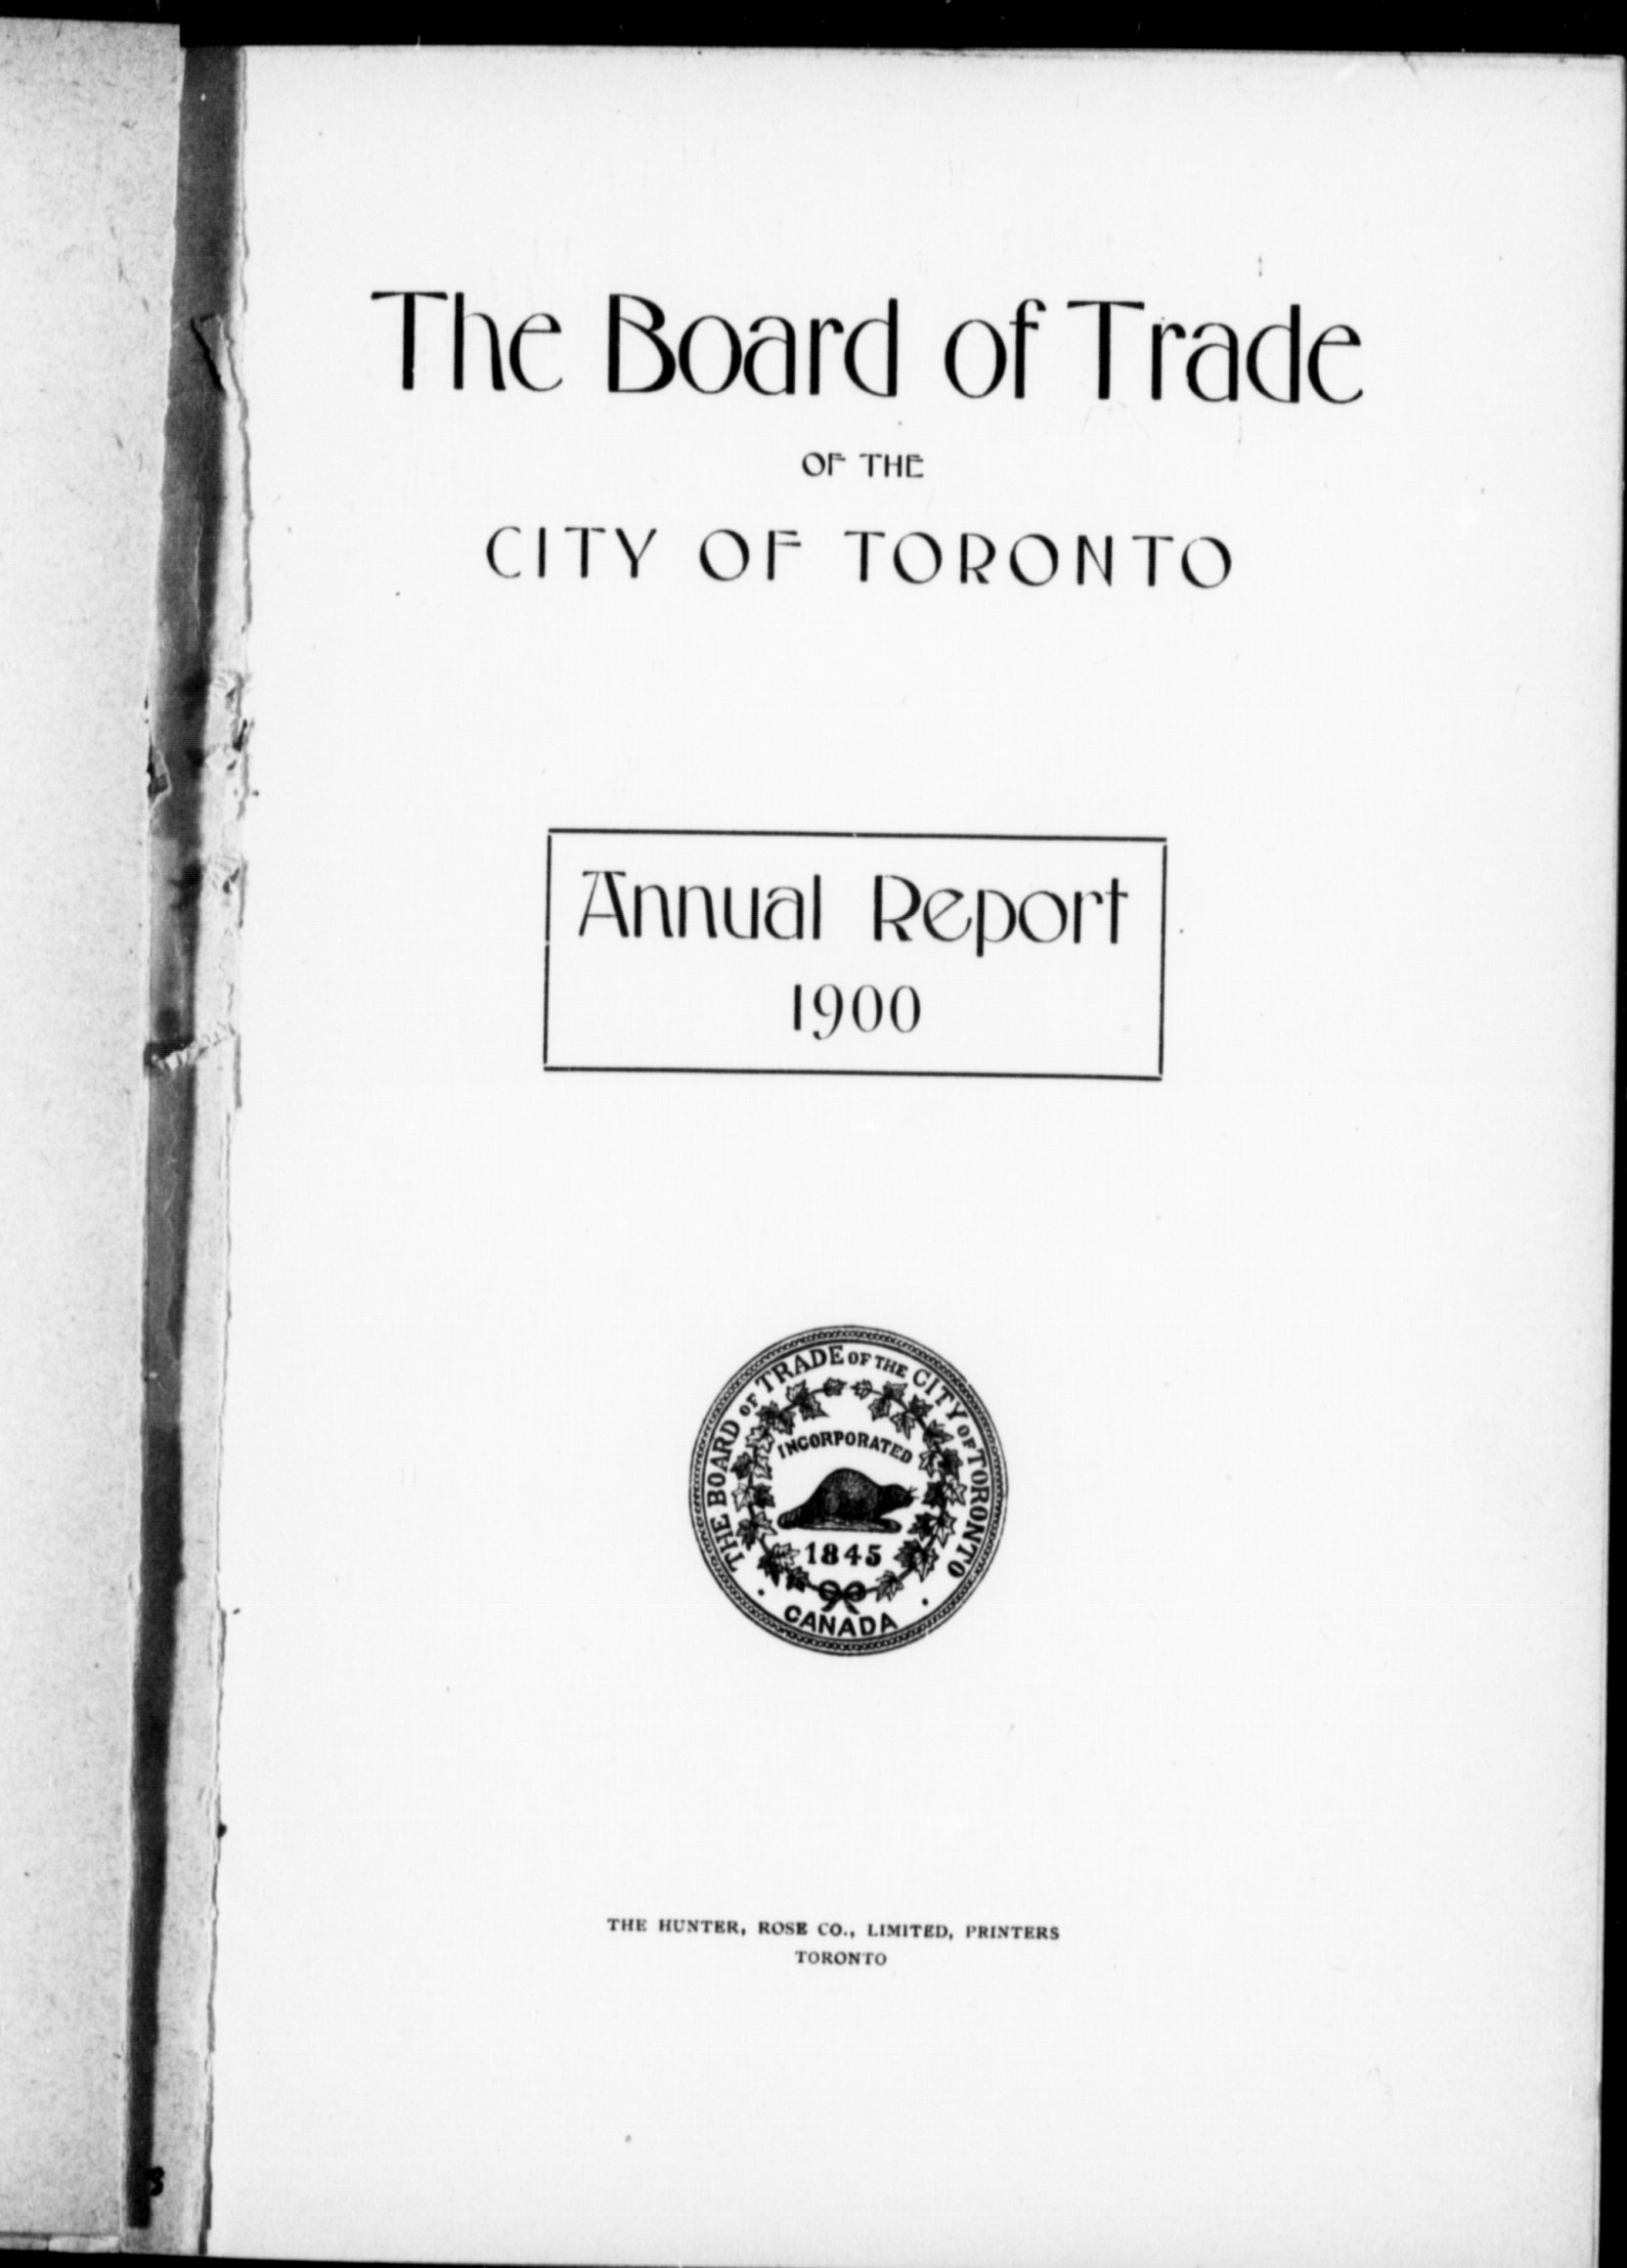 The Board of Trade
OF THE
CITY OF TORONTO
Annual Report
1900
THE BOARD OF TRADE OF THE CITY OF TORONTO
INCORPORATED
1845
CANADA
THE HUNTER, ROSE CO., LIMITED, PRINTERS
TORONTO